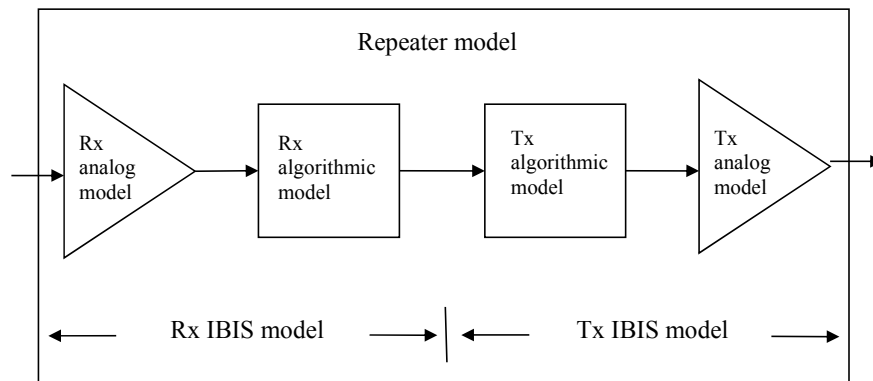 Repeater model
Rx
analog
model
Rx
algorithmic
model
Tx
algorithmic
model
Tx
analog
model
Rx IBIS model
Tx IBIS model